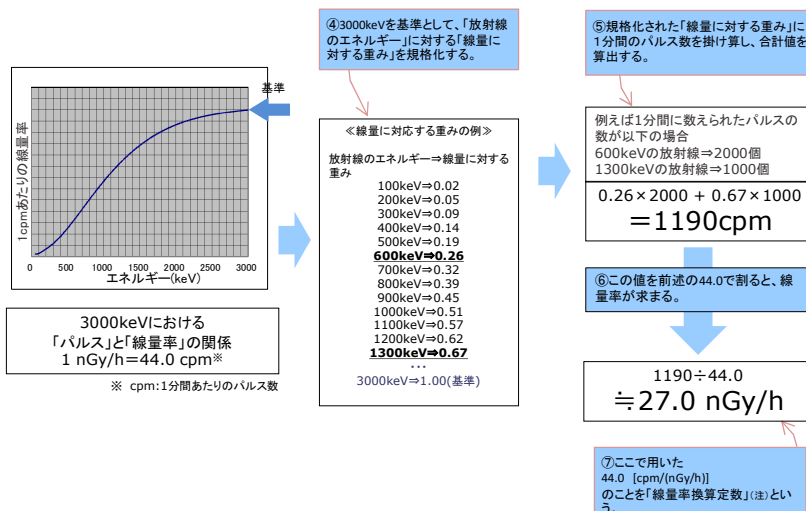 ④3000keVを基準として、「放射線
のエネルギー」に対する「線量に
対する重み」を規格化する。
⑤規格化された「線量に対する重み」に
1分間のパルス数を掛け算し、合計値を
算出する。
基準
1cpmあたりの線量率
0 500 1000 1500 2000 2500 3000
エネルギー(keV)
3000keVにおける
「パルス」と「線量率」の関係
1 nGy/h＝44.0 cpm※
※ cpm:1分間あたりのパルス数
≪線量に対応する重みの例≫
放射線のエネルギー⇒線量に対する
重み
100keV⇒0.02
200keV⇒0.05
300keV⇒0.09
400keV⇒0.14
500keV⇒0.19
600keV⇒0.26
700keV⇒0.32
800keV⇒0.39
900keV⇒0.45
1000keV⇒0.51
1100keV⇒0.57
1200keV⇒0.62
1300keV⇒0.67
…
3000keV⇒1.00(基準)
例えば1分間に数えられたパルスの
数が以下の場合
600keVの放射線⇒2000個
1300keVの放射線⇒1000個
0.26×2000 + 0.67×1000
＝1190cpm
⑥この値を前述の44.0で割ると、線
量率が求まる。
1190÷44.0
≒27.0 nGy/h
⑦ここで用いた
44.0 [cpm/(nGy/h)]
のことを「線量率換算定数」(注)とい
う。